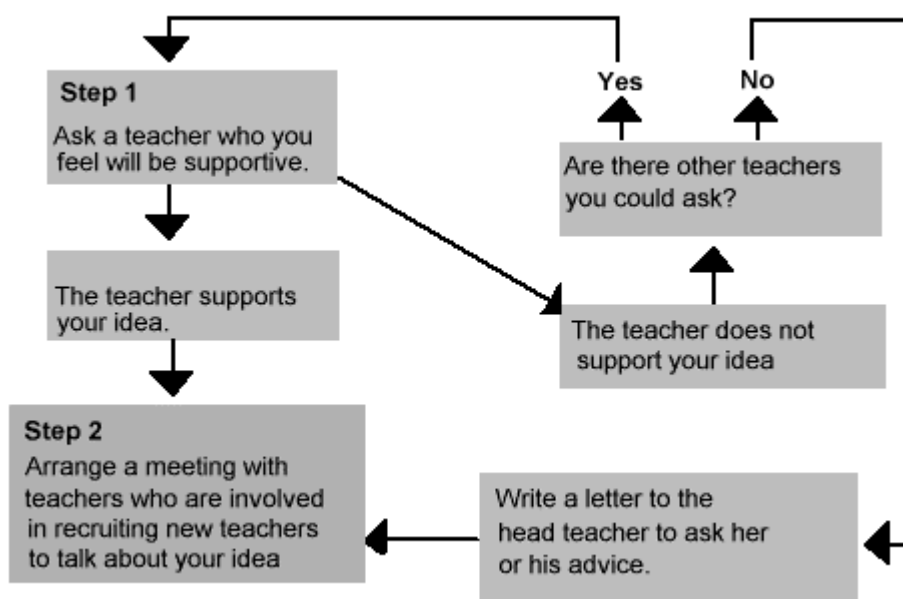 Step 1
Ask a teacher who you
feel will be supportive.
Yes
No
Are there other teachers
you could ask?
The teacher supports
your idea.
The teacher does not
support your idea
Step 2
Arrange a meeting with
teachers who are involved
in recruiting new teachers
to talk about your idea
Write a letter to the
head teacher to ask her
or his advice.